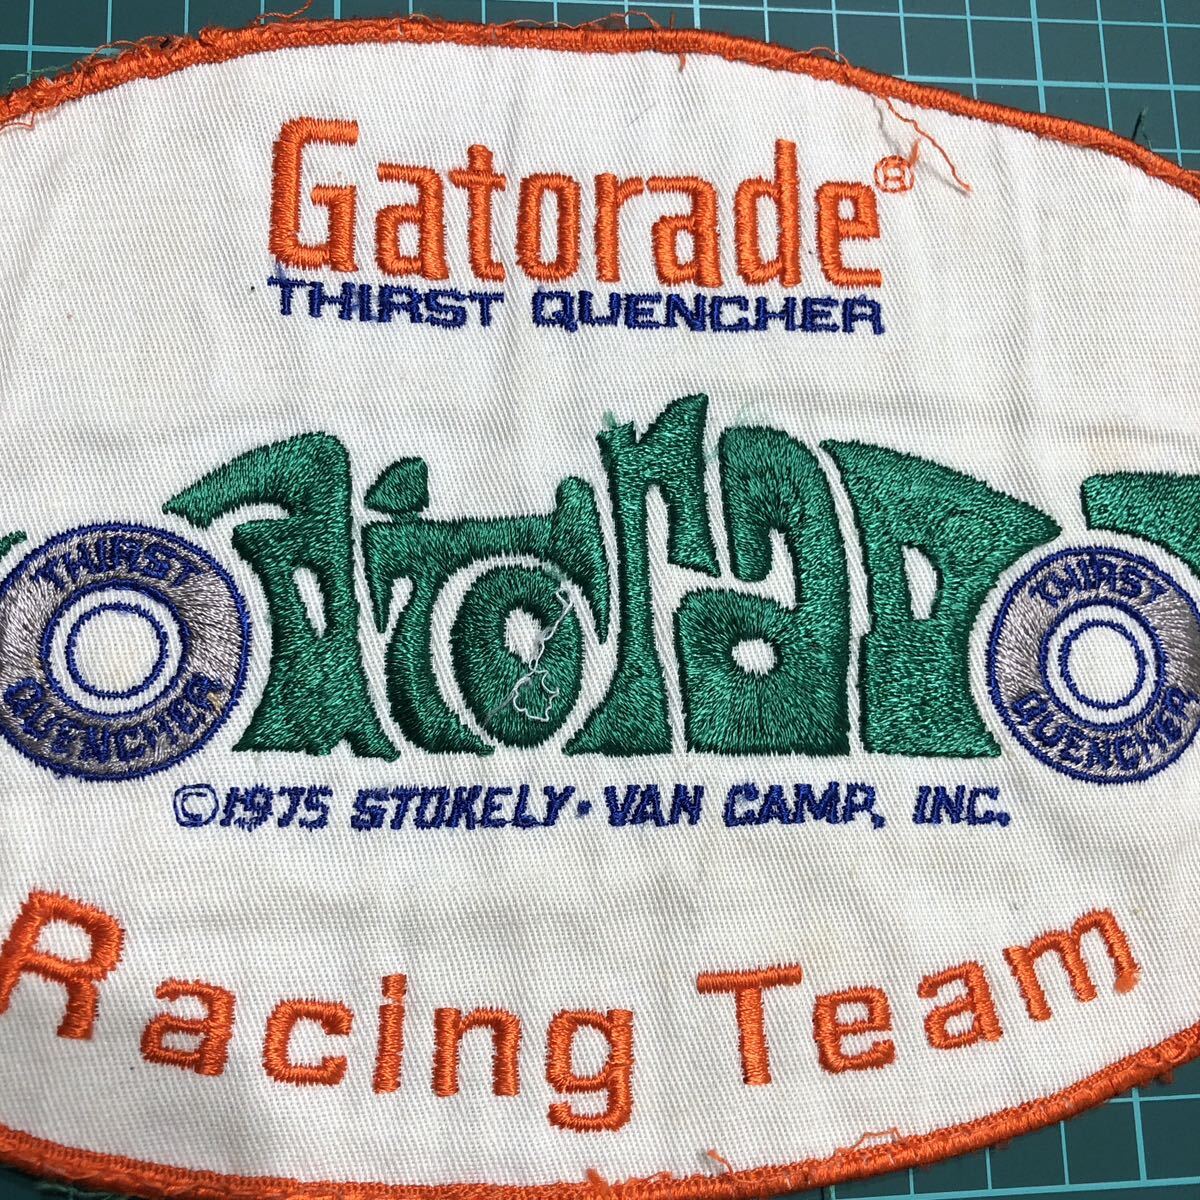 Gatorade®
THIRST QUENCHER
THIRST
QUENCHER
THIRST
QUENCHER
©1975 STOKELY·VAN CAMP, INC.
Racing Team